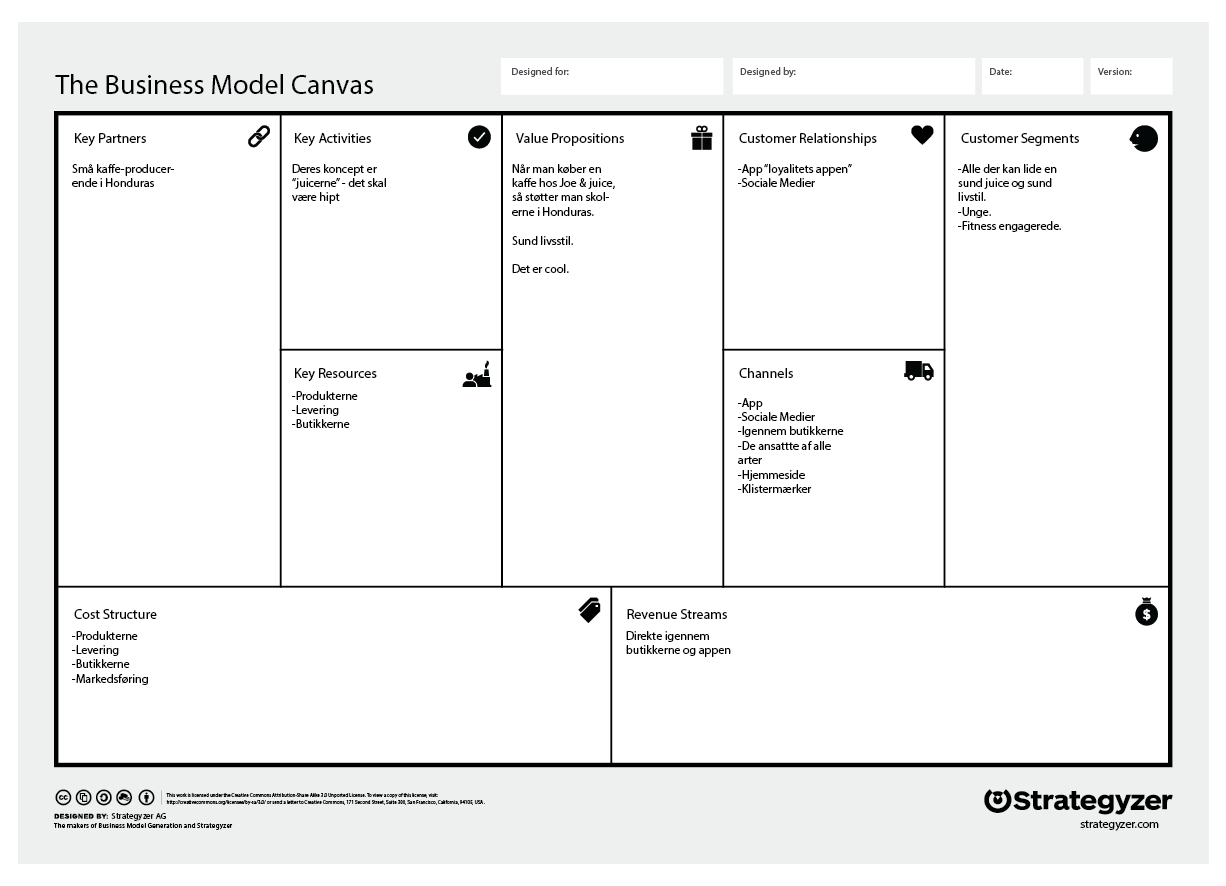 The Business Model Canvas
Designed for:
Designed by:
Date:
Version:
Key Partners
Små kaffe-producer-
ende i Honduras
Key Activities
Deres koncept er
"juicerne" - det skal
være hipt
Key Resources
-Produkterne
-Levering
-Butikkerne
Value Propositions
Når man køber en
kaffe hos Joe & juice,
så støtter man skol-
erne i Honduras.
Sund livsstil.
Det er cool.
Customer Relationships
-App "loyalitets appen"
-Sociale Medier
Channels
-App
-Sociale Medier
-Igennem butikkerne
-De ansattte af alle
arter
-Hjemmeside
-Klistermærker
Customer Segments
-Alle der kan lide en
sund juice og sund
livstil.
-Unge.
-Fitness engagerede.
Cost Structure
-Produkterne
-Levering
-Butikkerne
-Markedsføring
Revenue Streams
Direkte igennem
butikkerne og appen
cc
This work is licensed under the Creative Commons Attribution-Share Alike 3.0 Unported License. To view a copy of this license, visit:
http://creativecommons.org/licenses/by-sa/3.0/ or send a letter to Creative Commons, 171 Second Street, Suite 300, San Francisco, California, 94105, USA.
DESIGNED BY: Strategyzer AG
The makers of Business Model Generation and Strategyzer
Strategyzer
strategyzer.com